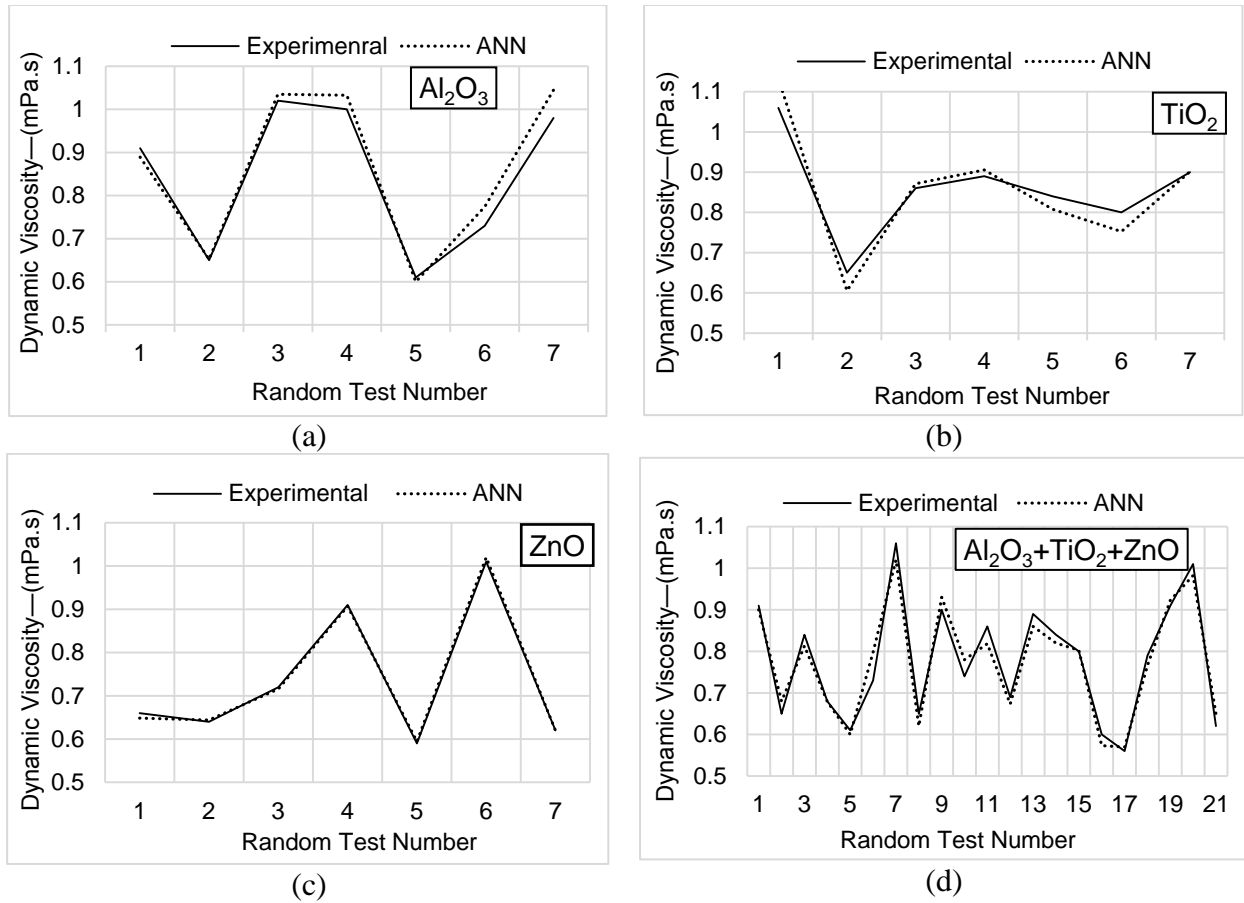 Experimenral ANN
Al₂O₃
Dynamic Viscosity—(mPa.s)
1.1
1
0.9
0.8
0.7
0.6
0.5
1 2 3 4 5 6 7
Random Test Number
(a)
Experimental ANN
TiO₂
Dynamic Viscosity—(mPa.s)
1.1
1
0.9
0.8
0.7
0.6
0.5
1 2 3 4 5 6 7
Random Test Number
(b)
Experimental ANN
ZnO
Dynamic Viscosity—(mPa.s)
1.1
1
0.9
0.8
0.7
0.6
0.5
1 2 3 4 5 6 7
Random Test Number
(c)
Experimental ANN
Al₂O₃+TiO₂+ZnO
Dynamic Viscosity—(mPa.s)
1.1
1
0.9
0.8
0.7
0.6
0.5
1 3 5 7 9 11 13 15 17 19 21
Random Test Number
(d)